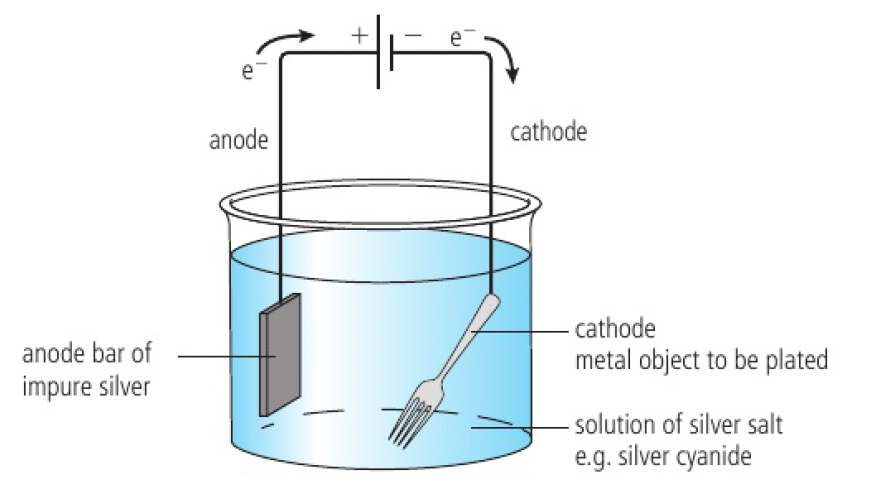 + − e⁻
e⁻
anode
cathode
cathode
metal object to be plated
anode bar of
impure silver
solution of silver salt
e.g. silver cyanide